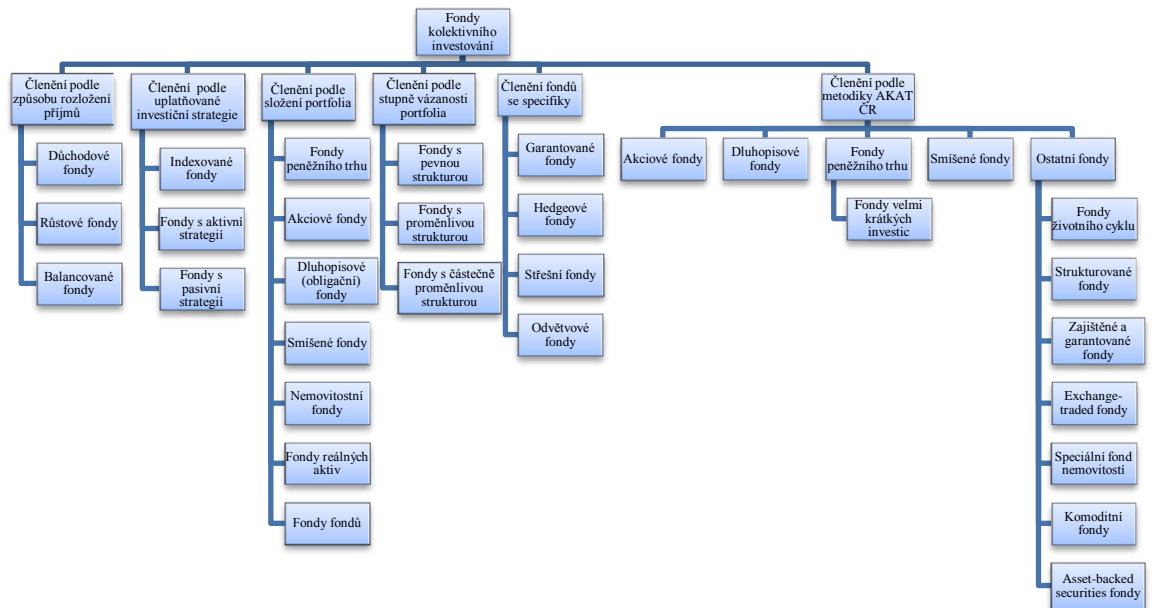 Fondy
kolektivního
investování
Členění podle
způsobu rozložení
příjmů
Důchodové
fondy
Růstové fondy
Balancované
fondy
Členění podle
uplatňované
investiční strategie
Indexované
fondy
Fondy s aktivní
strategií
Fondy s
pasivní
strategií
Členění podle
složení portfolia
Fondy
peněžního trhu
Akciové fondy
Dluhopisové
(obligační)
fondy
Smíšené fondy
Nemovitostní
fondy
Fondy reálných
aktiv
Fondy fondů
Členění podle
stupně vázanosti
portfolia
Fondy s
pevnou
strukturou
Fondy s
proměnlivou
strukturou
Fondy s částečně
proměnlivou
strukturou
Členění fondů
se specifiky
Garantované
fondy
Hedgeové
fondy
Střešní fondy
Odvětvové
fondy
Členění podle
metodiky AKAT
ČR
Akciové fondy
Dluhopisové
fondy
Fondy
peněžního trhu
Fondy velmi
krátkých
investic
Smíšené fondy
Ostatní fondy
Fondy
životního cyklu
Strukturované
fondy
Zajištěné a
garantované
fondy
Exchange-
traded fondy
Speciální fond
nemovitostí
Komoditní
fondy
Asset-backed
securities fondy